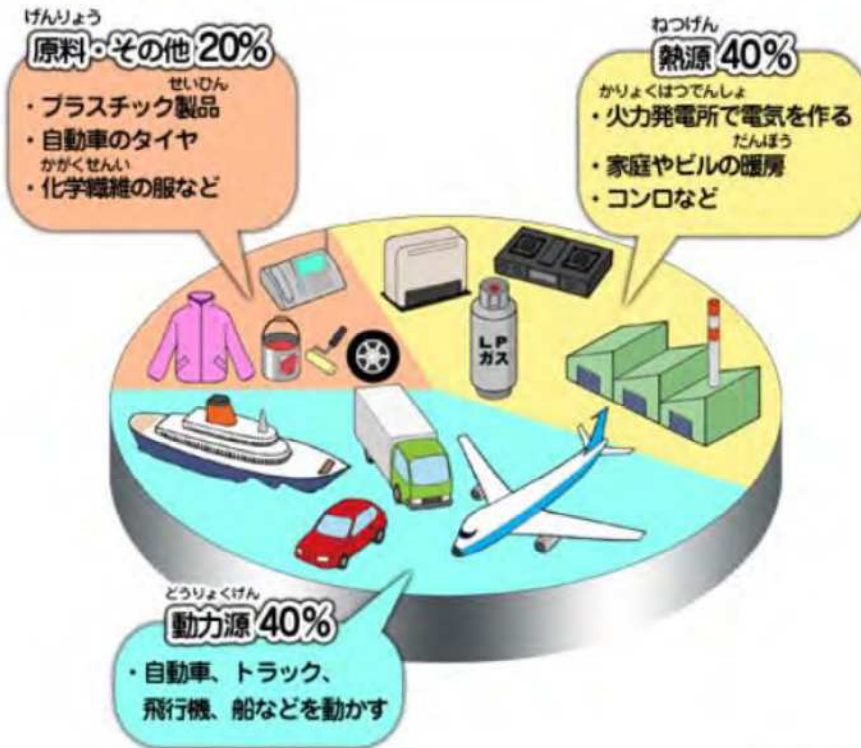 げんりょう
原料・その他 20%
せいひん
・プラスチック製品
・自動車のタイヤ
かがくせんい
・化学繊維の服など
ねつげん
熱源 40%
かりょくはつでんしょ
・火力発電所で電気を作る
だんぼう
・家庭やビルの暖房
・コンロなど
LP
ガス
どうりょくげん
動力源 40%
・自動車、トラック、
飛行機、船などを動かす